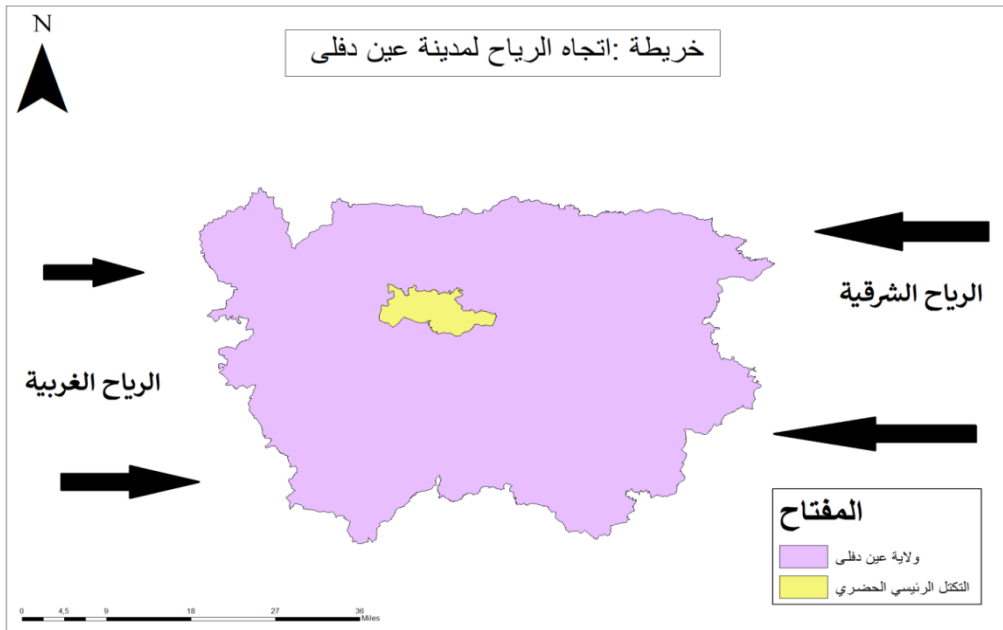 N
خريطة :اتجاه الرياح لمدينة عين دفلى
الرياح الشرقية
الرياح الغربية
المفتاح
ولاية عين دفلى
التكتل الرئيسي الحضري
0 4,5 9 18 27 36
Miles